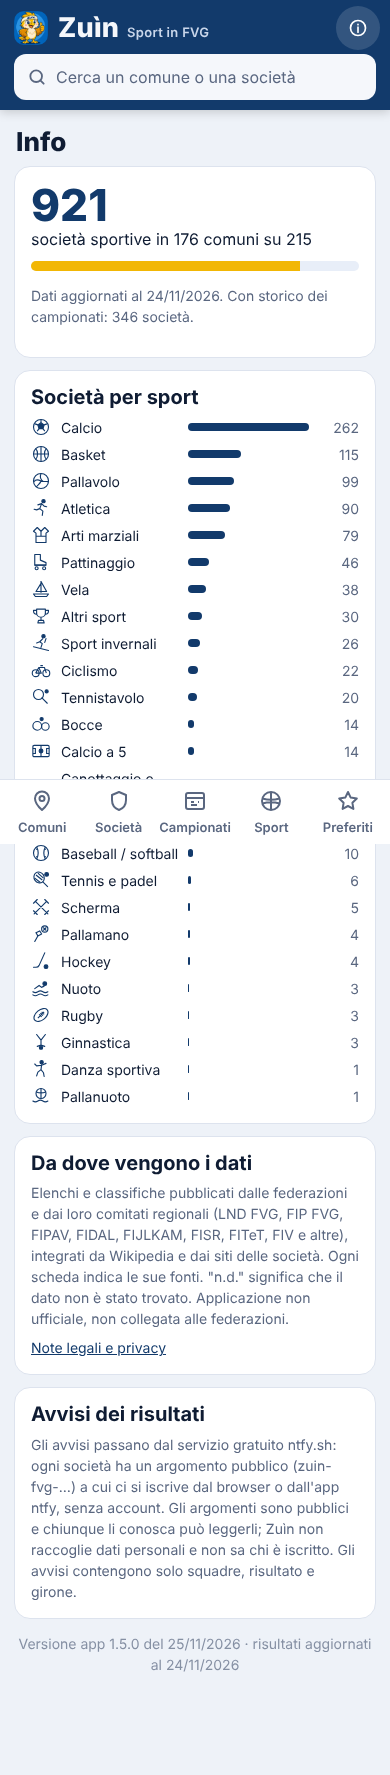 Zuìn Sport in FVG
Cerca un comune o una società
Info
921
società sportive in 176 comuni su 215
Dati aggiornati al 24/11/2026. Con storico dei
campionati: 346 società.
Società per sport
Calcio 262
Basket 115
Pallavolo 99
Atletica 90
Arti marziali 79
Pattinaggio 46
Vela 38
Altri sport 30
Sport invernali 26
Ciclismo 22
Tennistavolo 20
Bocce 14
Calcio a 5 14
Comuni Società Campionati Sport Preferiti
Baseball / softball 10
Tennis e padel 6
Scherma 5
Pallamano 4
Hockey 4
Nuoto 3
Rugby 3
Ginnastica 3
Danza sportiva 1
Pallanuoto 1
Da dove vengono i dati
Elenchi e classifiche pubblicati dalle federazioni
e dai loro comitati regionali (LND FVG, FIP FVG,
FIPAV, FIDAL, FIJLKAM, FISR, FITeT, FIV e altre),
integrati da Wikipedia e dai siti delle società. Ogni
scheda indica le sue fonti. "n.d." significa che il
dato non è stato trovato. Applicazione non
ufficiale, non collegata alle federazioni.
Note legali e privacy
Avvisi dei risultati
Gli avvisi passano dal servizio gratuito ntfy.sh:
ogni società ha un argomento pubblico (zuin-
fvg-...) a cui ci si iscrive dal browser o dall'app
ntfy, senza account. Gli argomenti sono pubblici
e chiunque li conosca può leggerli; Zuìn non
raccoglie dati personali e non sa chi è iscritto. Gli
avvisi contengono solo squadre, risultato e
girone.
Versione app 1.5.0 del 25/11/2026 · risultati aggiornati
al 24/11/2026